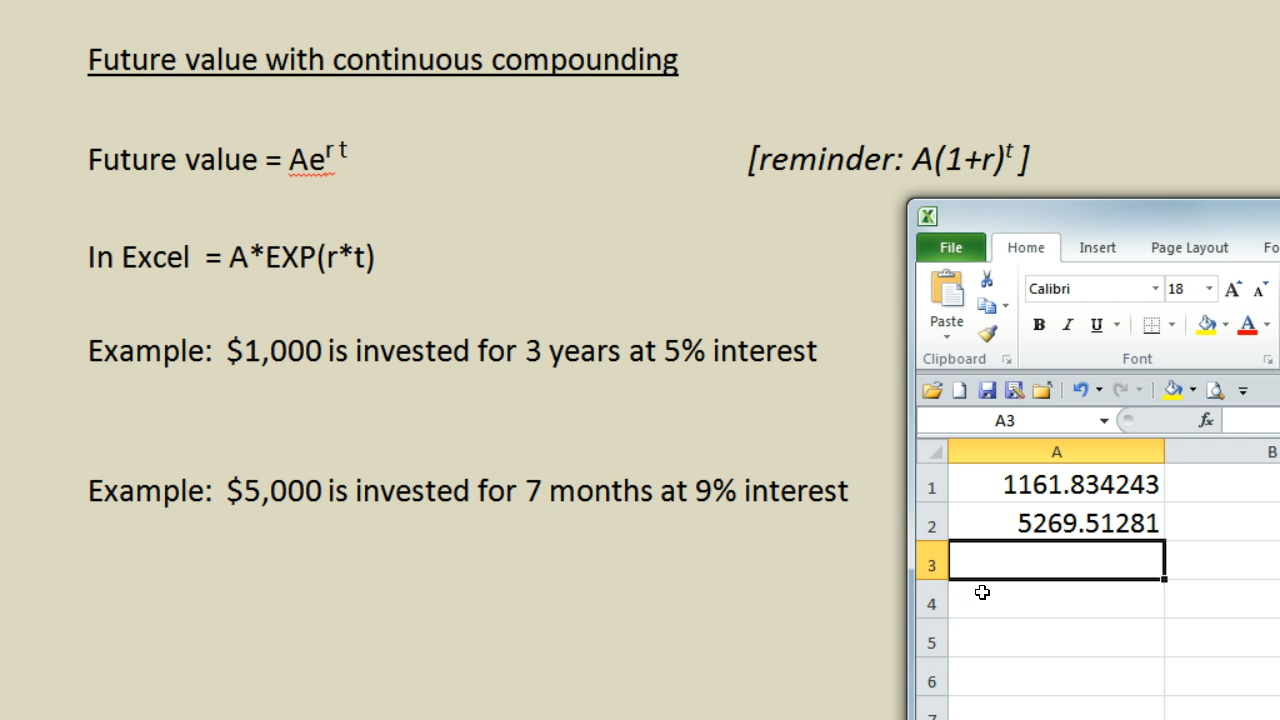 Future value with continuous compounding
Future value = Ae^r t
[reminder: A(1+r)^t ]
In Excel = A*EXP(r*t)
Example: $1,000 is invested for 3 years at 5% interest
Example: $5,000 is invested for 7 months at 9% interest
File Home Insert Page Layout Fo
Calibri 18 A A
Paste B I U A
Clipboard Font
A3 fx
A B
1 1161.834243
2 5269.51281
3
4
5
6
7